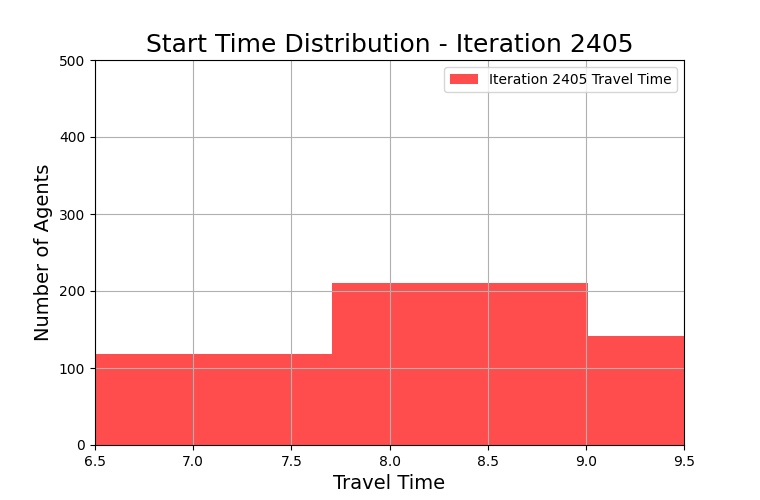 Start Time Distribution - Iteration 2405
Iteration 2405 Travel Time
500
400
300
200
100
0
Number of Agents
6.5 7.0 7.5 8.0 8.5 9.0 9.5
Travel Time